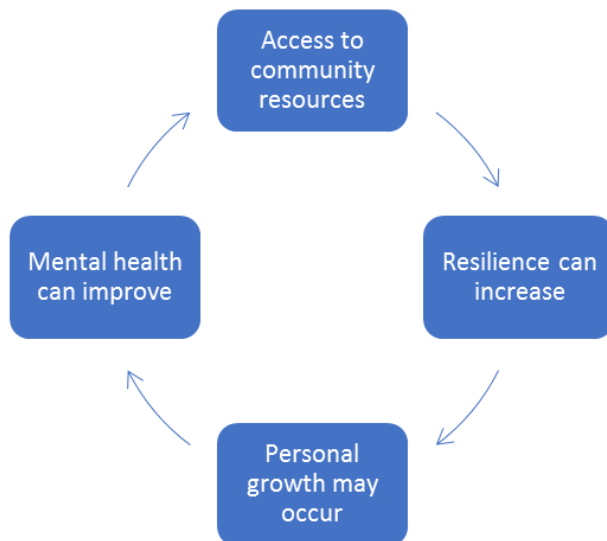 Access to
community
resources
Resilience can
increase
Personal
growth may
occur
Mental health
can improve